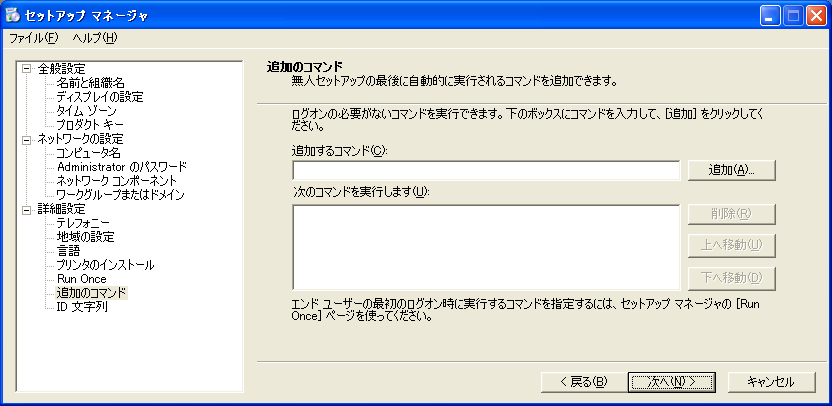 セットアップ マネージャ
ファイル(F) ヘルプ(H)
全般設定
名前と組織名
ディスプレイの設定
タイム ゾーン
プロダクト キー
ネットワークの設定
コンピュータ名
Administrator のパスワード
ネットワーク コンポーネント
ワークグループまたはドメイン
詳細設定
テレフォニー
地域の設定
言語
プリンタのインストール
Run Once
追加のコマンド
ID 文字列
追加のコマンド
無人セットアップの最後に自動的に実行されるコマンドを追加できます。
ログオンの必要がないコマンドを実行できます。下のボックスにコマンドを入力して、[追加] をクリックしてく
ださい。
追加するコマンド(C):
追加(A)...
次のコマンドを実行します(U):
削除(R)
上へ移動(U)
下へ移動(D)
エンド ユーザーの最初のログオン時に実行するコマンドを指定するには、セットアップ マネージャの [Run
Once] ページを使ってください。
< 戻る(B) 次へ(N) > キャンセル